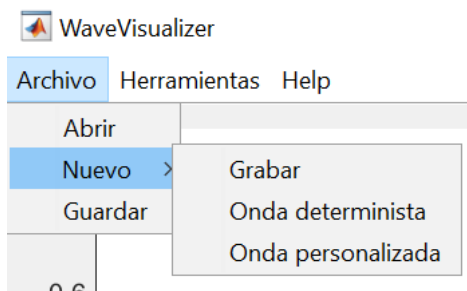 WaveVisualizer
Archivo Herramientas Help
Abrir
Nuevo
Grabar
Guardar
Onda determinista
Onda personalizada